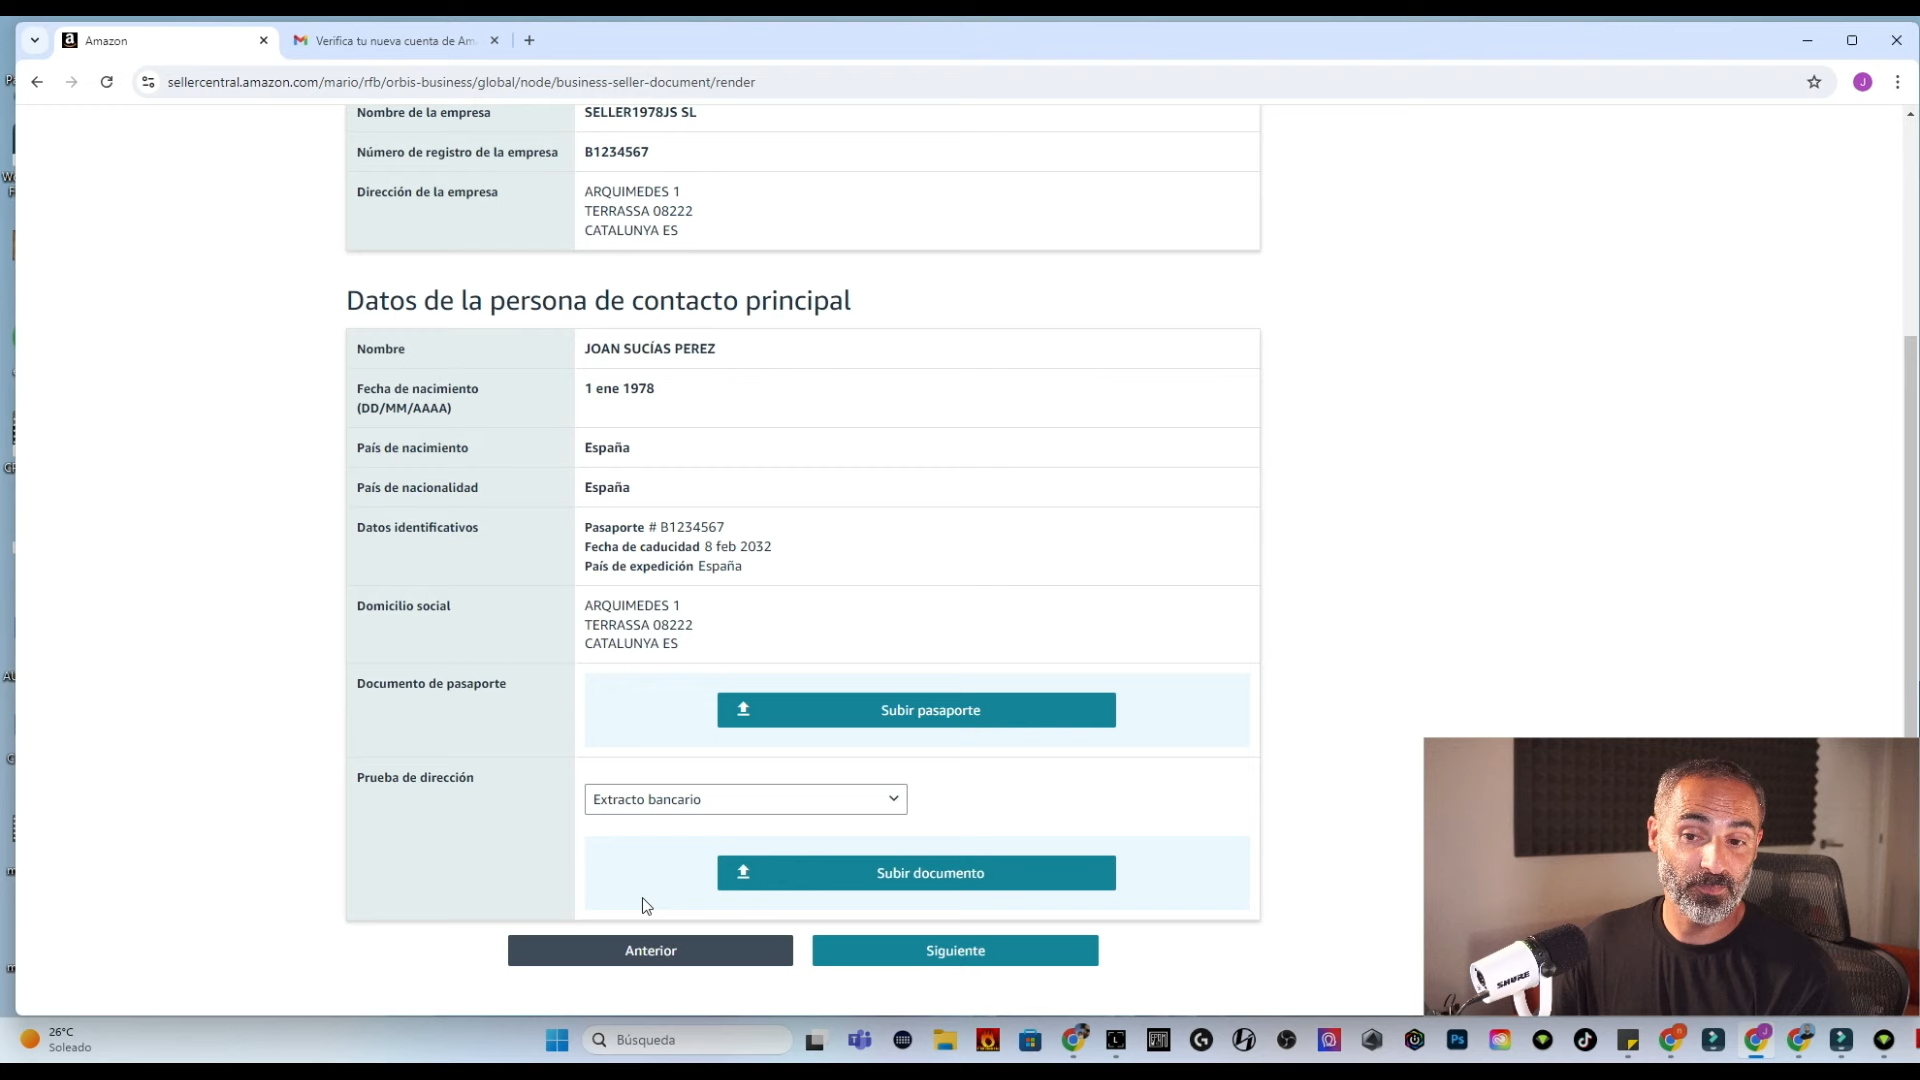 Amazon
Verifica tu nueva cuenta de Am
sellercentral.amazon.com/mario/rfb/orbis-business/global/node/business-seller-document/render
J
Nombre de la empresa
SELLER1978JS SL
Número de registro de la empresa
B1234567
Dirección de la empresa
ARQUIMEDES 1
TERRASSA 08222
CATALUNYA ES
Datos de la persona de contacto principal
Nombre
JOAN SUCÍAS PEREZ
Fecha de nacimiento
(DD/MM/AAAA)
1 ene 1978
País de nacimiento
España
País de nacionalidad
España
Datos identificativos
Pasaporte # B1234567
Fecha de caducidad 8 feb 2032
País de expedición España
Domicilio social
ARQUIMEDES 1
TERRASSA 08222
CATALUNYA ES
Documento de pasaporte
Subir pasaporte
Prueba de dirección
Extracto bancario
Subir documento
Anterior
Siguiente
SHURE
26°C
Soleado
Búsqueda